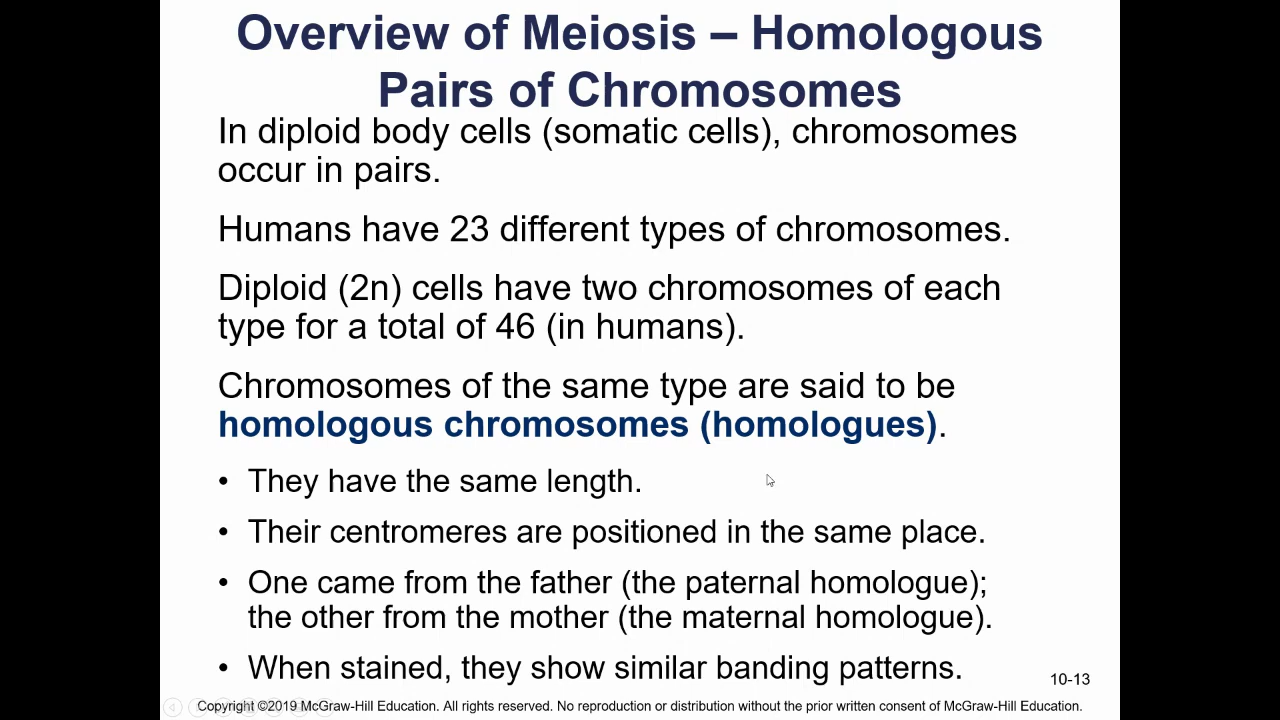 Overview of Meiosis – Homologous
Pairs of Chromosomes
In diploid body cells (somatic cells), chromosomes
occur in pairs.
Humans have 23 different types of chromosomes.
Diploid (2n) cells have two chromosomes of each
type for a total of 46 (in humans).
Chromosomes of the same type are said to be
homologous chromosomes (homologues).
• They have the same length.
• Their centromeres are positioned in the same place.
• One came from the father (the paternal homologue);
the other from the mother (the maternal homologue).
• When stained, they show similar banding patterns.
10-13
Copyright ©2019 McGraw-Hill Education. All rights reserved. No reproduction or distribution without the prior written consent of McGraw-Hill Education.